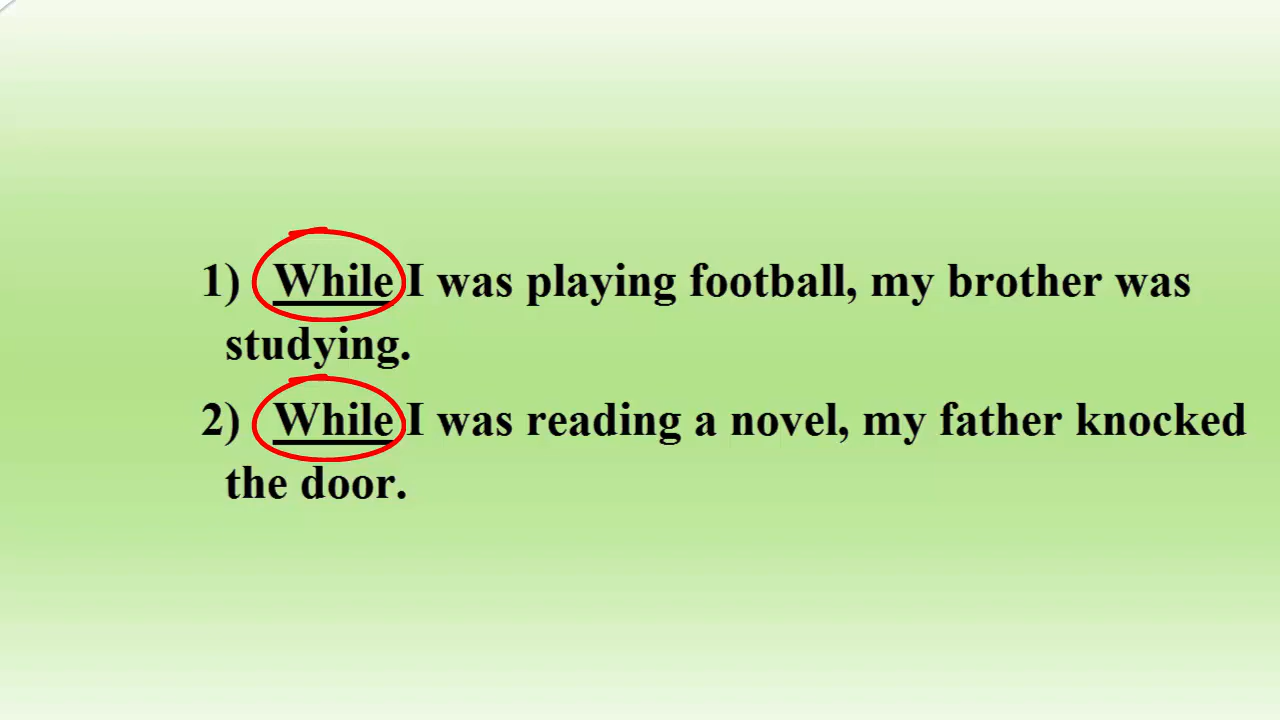 1) While I was playing football, my brother was
studying.
2) While I was reading a novel, my father knocked
the door.